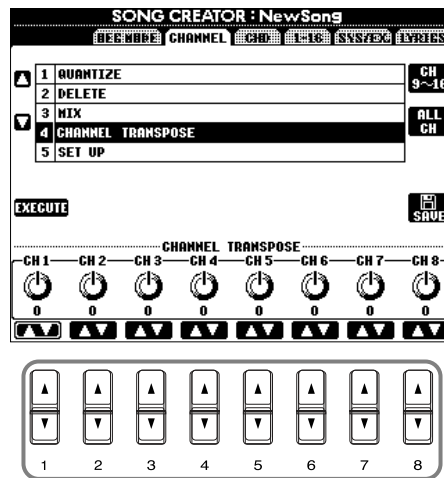 SONG CREATOR : NewSong
REC MODE CHANNEL CHD 1-16 SYS/EX. LYRICS
1 QUANTIZE
2 DELETE
3 MIX
4 CHANNEL TRANSPOSE
5 SET UP
CH
9~16
ALL
CH
EXECUTE
SAVE
CHANNEL TRANSPOSE
CH 1 CH 2 CH 3 CH 4 CH 5 CH 6 CH 7 CH 8
0 0 0 0 0 0 0 0
1 2 3 4 5 6 7 8